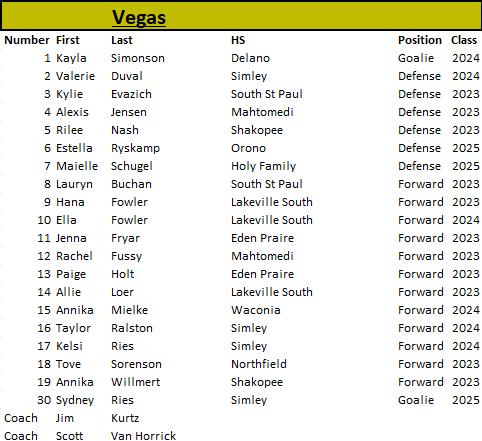 Vegas
Number First Last HS Position Class
1 Kayla Simonson Delano Goalie 2024
2 Valerie Duval Simley Defense 2024
3 Kylie Evazich South St Paul Defense 2023
4 Alexis Jensen Mahtomedi Defense 2023
5 Rilee Nash Shakopee Defense 2023
6 Estella Ryskamp Orono Defense 2025
7 Maielle Schugel Holy Family Defense 2025
8 Lauryn Buchan South St Paul Forward 2023
9 Hana Fowler Lakeville South Forward 2023
10 Ella Fowler Lakeville South Forward 2024
11 Jenna Fryar Eden Praire Forward 2023
12 Rachel Fussy Mahtomedi Forward 2023
13 Paige Holt Eden Praire Forward 2023
14 Allie Loer Lakeville South Forward 2023
15 Annika Mielke Waconia Forward 2024
16 Taylor Ralston Simley Forward 2024
17 Kelsi Ries Simley Forward 2024
18 Tove Sorenson Northfield Forward 2023
19 Annika Willmert Shakopee Forward 2023
30 Sydney Ries Simley Goalie 2025
Coach Jim Kurtz
Coach Scott Van Horrick